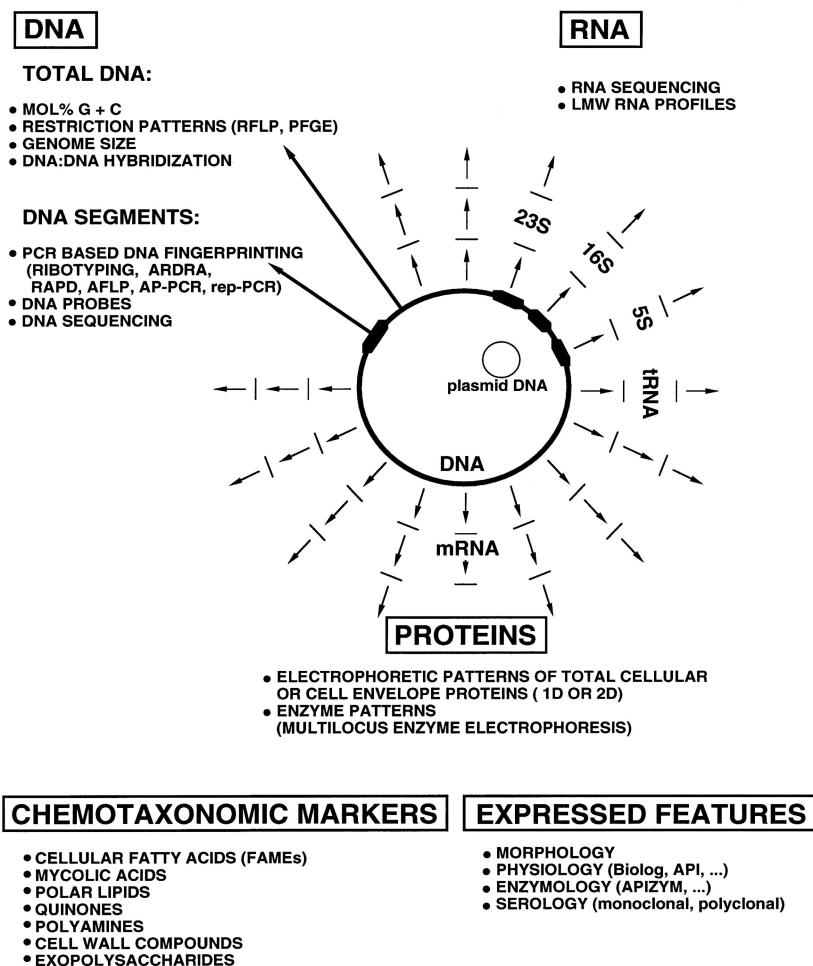 DNA
TOTAL DNA:
• MOL% G + C
• RESTRICTION PATTERNS (RFLP, PFGE)
• GENOME SIZE
• DNA:DNA HYBRIDIZATION
DNA SEGMENTS:
• PCR BASED DNA FINGERPRINTING
(RIBOTYPING, ARDRA,
RAPD, AFLP, AP-PCR, rep-PCR)
• DNA PROBES
• DNA SEQUENCING
RNA
• RNA SEQUENCING
• LMW RNA PROFILES
23S
16S
5S
tRNA
plasmid DNA
DNA
mRNA
PROTEINS
• ELECTROPHORETIC PATTERNS OF TOTAL CELLULAR
OR CELL ENVELOPE PROTEINS ( 1D OR 2D)
• ENZYME PATTERNS
(MULTILOCUS ENZYME ELECTROPHORESIS)
CHEMOTAXONOMIC MARKERS
• CELLULAR FATTY ACIDS (FAMEs)
• MYCOLIC ACIDS
• POLAR LIPIDS
• QUINONES
• POLYAMINES
• CELL WALL COMPOUNDS
• EXOPOLYSACCHARIDES
EXPRESSED FEATURES
• MORPHOLOGY
• PHYSIOLOGY (Biolog, API, ...)
• ENZYMOLOGY (APIZYM, ...)
• SEROLOGY (monoclonal, polyclonal)